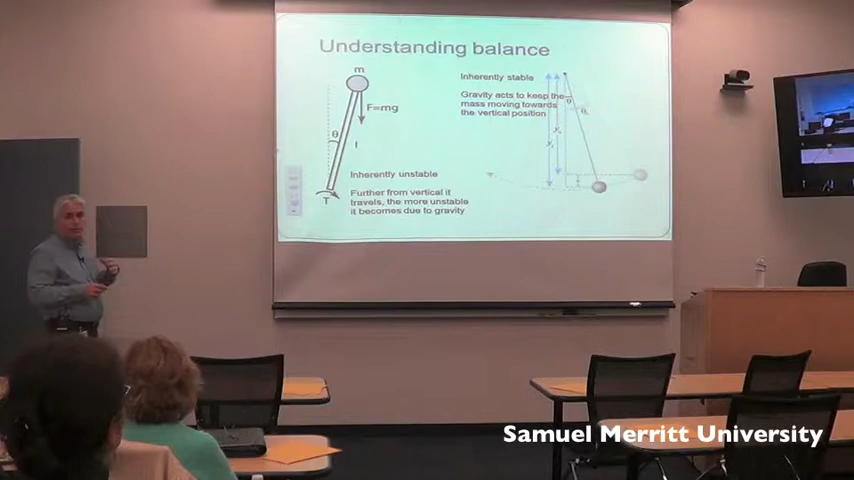 Understanding balance
m
F=mg
θ
l
T
Inherently unstable
Further from vertical it
travels, the more unstable
it becomes due to gravity
Inherently stable
Gravity acts to keep the
mass moving towards
the vertical position
θ
Samuel Merritt University